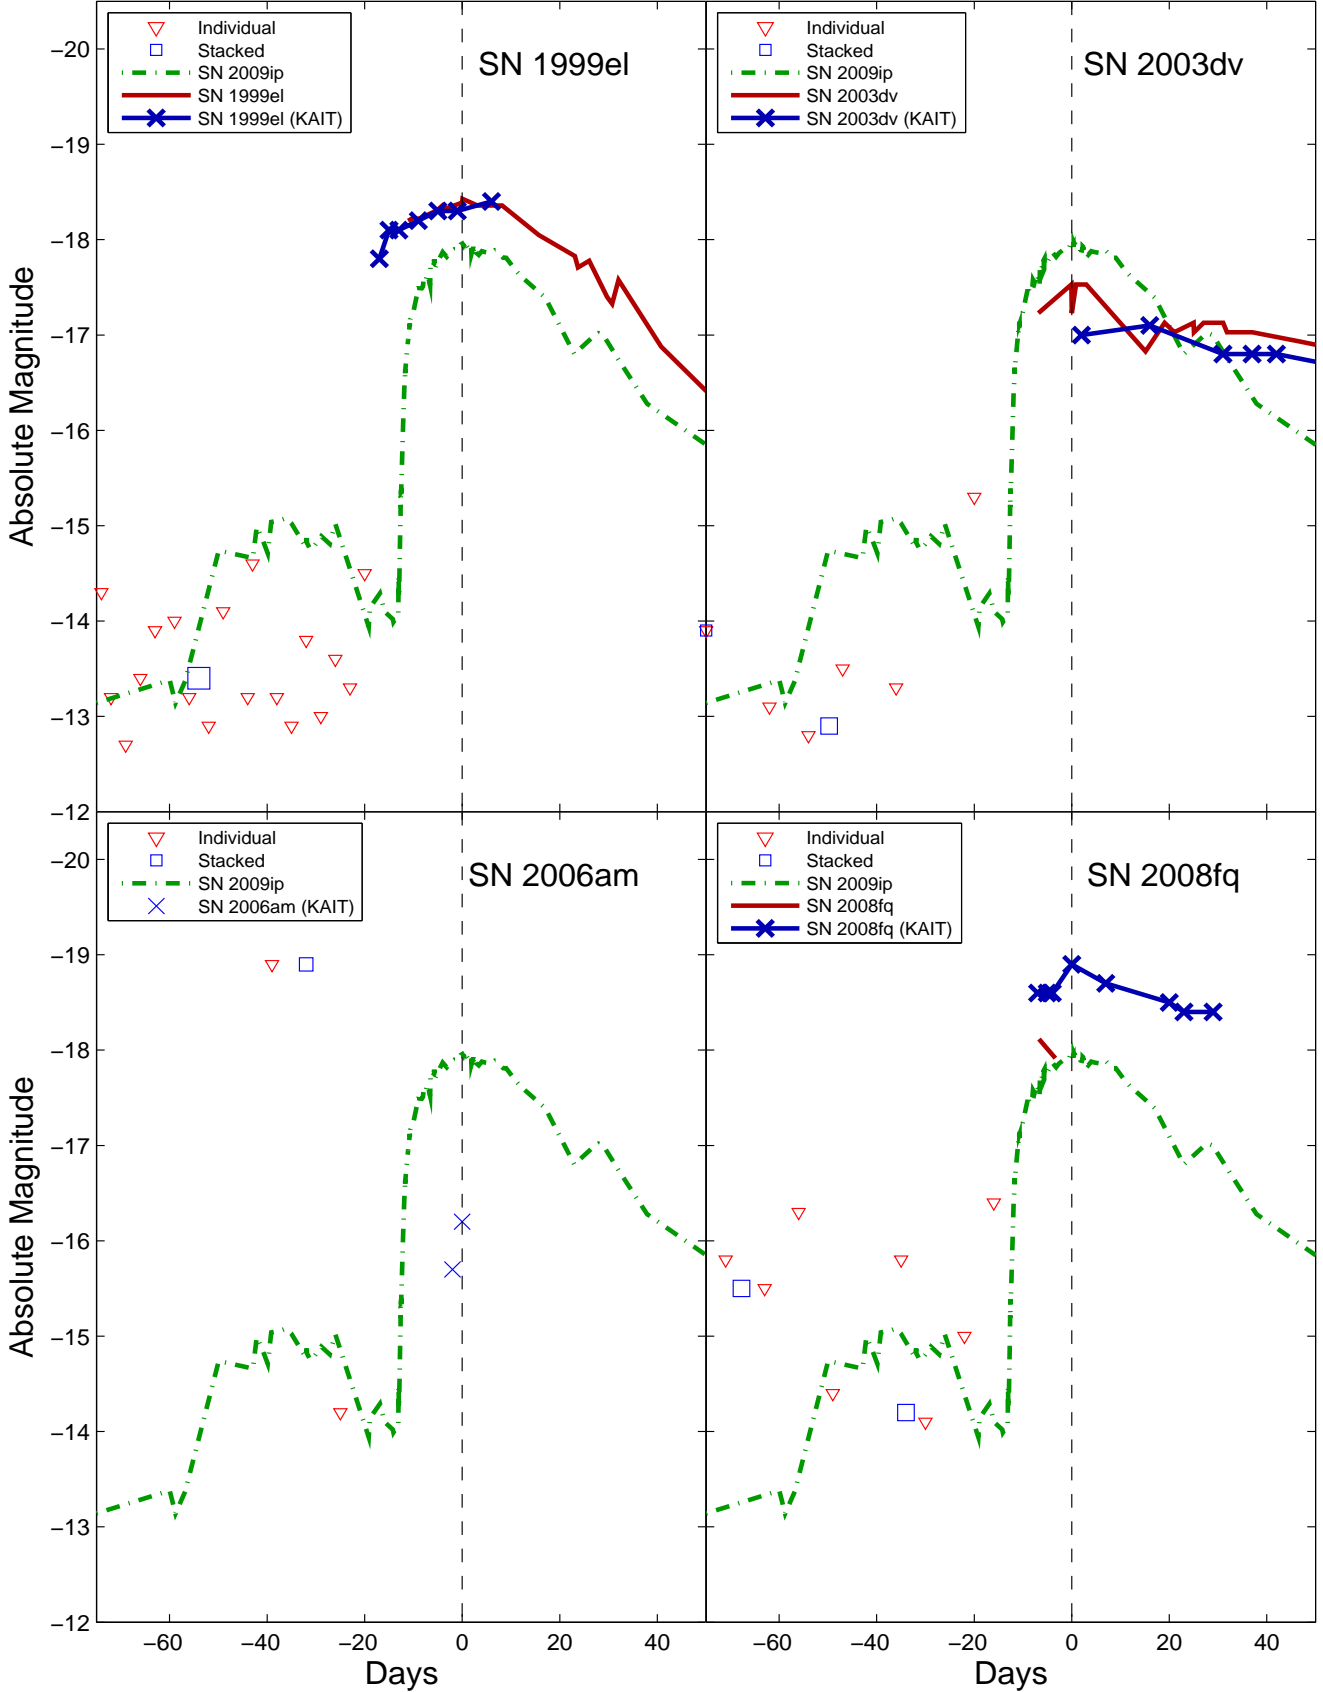 Individual
Stacked
SN 2009ip
SN 1999el
SN 1999el (KAIT)
SN 1999el
Individual
Stacked
SN 2009ip
SN 2003dv
SN 2003dv (KAIT)
SN 2003dv
−20
−19
−18
−17
−16
−15
−14
−13
−12
Absolute Magnitude
Individual
Stacked
SN 2009ip
SN 2006am (KAIT)
SN 2006am
Individual
Stacked
SN 2009ip
SN 2008fq
SN 2008fq (KAIT)
SN 2008fq
−20
−19
−18
−17
−16
−15
−14
−13
−12
Absolute Magnitude
−60 −40 −20 0 20 40
Days
−60 −40 −20 0 20 40
Days